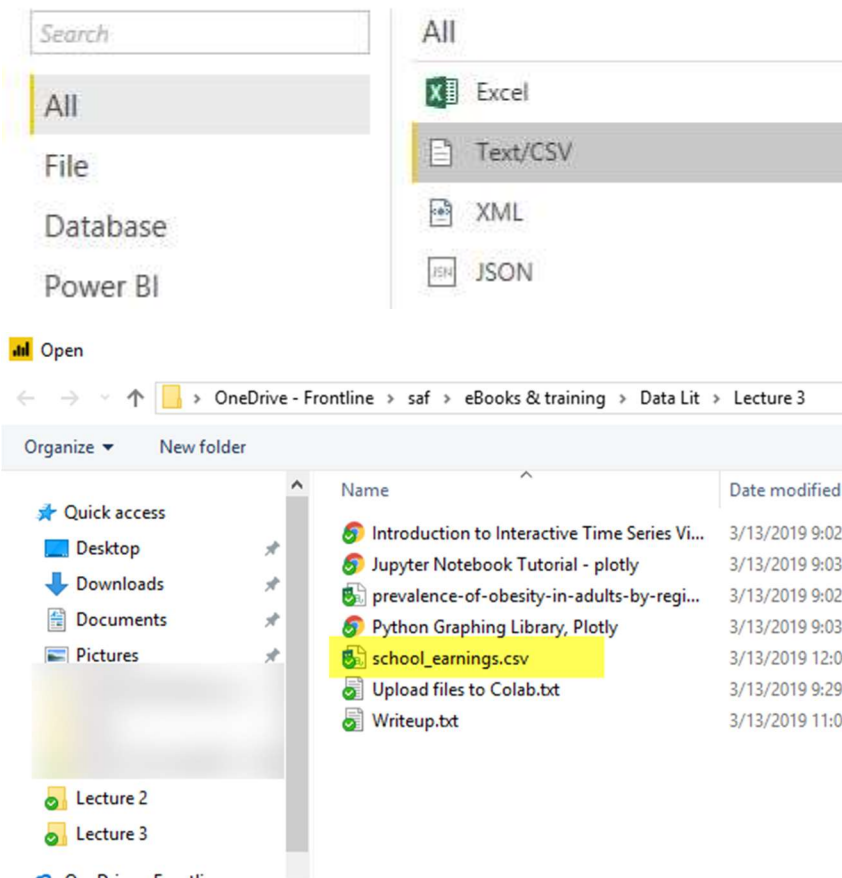 Search
All
File
Database
Power BI
All
Excel
Text/CSV
XML
JSON
Open
OneDrive - Frontline > saf > eBooks & training > Data Lit > Lecture 3
Organize
New folder
Quick access
Desktop
Downloads
Documents
Pictures
Lecture 2
Lecture 3
Name Date modified
Introduction to Interactive Time Series Vi... 3/13/2019 9:02
Jupyter Notebook Tutorial - plotly 3/13/2019 9:03
prevalence-of-obesity-in-adults-by-regi... 3/13/2019 9:02
Python Graphing Library, Plotly 3/13/2019 9:03
school_earnings.csv 3/13/2019 12:0
Upload files to Colab.txt 3/13/2019 9:29
Writeup.txt 3/13/2019 11:0